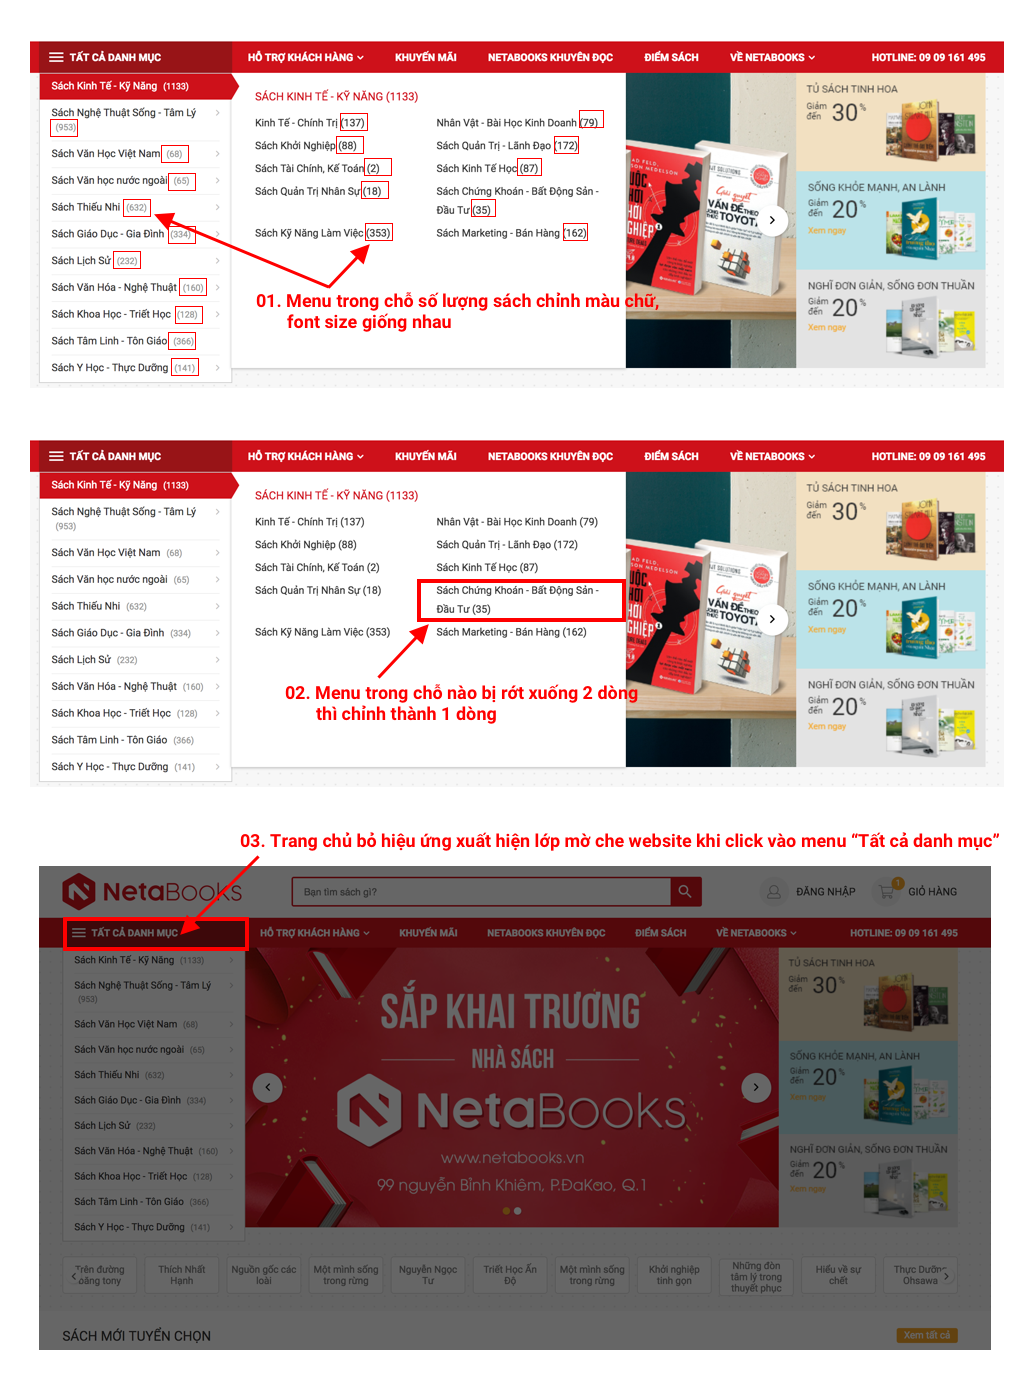 TẤT CẢ DANH MỤC
HỖ TRỢ KHÁCH HÀNG
KHUYẾN MÃI
NETABOOKS KHUYÊN ĐỌC
ĐIỂM SÁCH
VỀ NETABOOKS
HOTLINE: 09 09 161 495
Sách Kinh Tế - Kỹ Năng (1133)
Sách Nghệ Thuật Sống - Tâm Lý
(953)
Sách Văn Học Việt Nam (68)
Sách Văn học nước ngoài (65)
Sách Thiếu Nhi (632)
Sách Giáo Dục - Gia Đình (334)
Sách Lịch Sử (232)
Sách Văn Hóa - Nghệ Thuật (160)
Sách Khoa Học - Triết Học (128)
Sách Tâm Linh - Tôn Giáo (366)
Sách Y Học - Thực Dưỡng (141)
SÁCH KINH TẾ - KỸ NĂNG (1133)
Kinh Tế - Chính Trị (137)
Nhân Vật - Bài Học Kinh Doanh (79)
Sách Khởi Nghiệp (88)
Sách Quản Trị - Lãnh Đạo (172)
Sách Tài Chính, Kế Toán (2)
Sách Kinh Tế Học (87)
Sách Quản Trị Nhân Sự (18)
Sách Chứng Khoán - Bất Động Sản -
Đầu Tư (35)
Sách Kỹ Năng Làm Việc (353)
Sách Marketing - Bán Hàng (162)
01. Menu trong chỗ số lượng sách chỉnh màu chữ,
font size giống nhau
Giải quyết
VẤN ĐỀ THEO
TOYOTA
TỦ SÁCH TINH HOA
Giảm
đến 30%
SỐNG KHỎE MẠNH, AN LÀNH
Giảm
đến 20%
Xem ngay
NGHĨ ĐƠN GIẢN, SỐNG ĐƠN THUẦN
Giảm
đến 20%
Xem ngay
TẤT CẢ DANH MỤC
HỖ TRỢ KHÁCH HÀNG
KHUYẾN MÃI
NETABOOKS KHUYÊN ĐỌC
ĐIỂM SÁCH
VỀ NETABOOKS
HOTLINE: 09 09 161 495
Sách Kinh Tế - Kỹ Năng (1133)
Sách Nghệ Thuật Sống - Tâm Lý
(953)
Sách Văn Học Việt Nam (68)
Sách Văn học nước ngoài (65)
Sách Thiếu Nhi (632)
Sách Giáo Dục - Gia Đình (334)
Sách Lịch Sử (232)
Sách Văn Hóa - Nghệ Thuật (160)
Sách Khoa Học - Triết Học (128)
Sách Tâm Linh - Tôn Giáo (366)
Sách Y Học - Thực Dưỡng (141)
SÁCH KINH TẾ - KỸ NĂNG (1133)
Kinh Tế - Chính Trị (137)
Nhân Vật - Bài Học Kinh Doanh (79)
Sách Khởi Nghiệp (88)
Sách Quản Trị - Lãnh Đạo (172)
Sách Tài Chính, Kế Toán (2)
Sách Kinh Tế Học (87)
Sách Quản Trị Nhân Sự (18)
Sách Chứng Khoán - Bất Động Sản -
Đầu Tư (35)
Sách Kỹ Năng Làm Việc (353)
Sách Marketing - Bán Hàng (162)
02. Menu trong chỗ nào bị rớt xuống 2 dòng
thì chỉnh thành 1 dòng
Giải quyết
VẤN ĐỀ THEO
TOYOTA
TỦ SÁCH TINH HOA
Giảm
đến 30%
SỐNG KHỎE MẠNH, AN LÀNH
Giảm
đến 20%
Xem ngay
NGHĨ ĐƠN GIẢN, SỐNG ĐƠN THUẦN
Giảm
đến 20%
Xem ngay
03. Trang chủ bỏ hiệu ứng xuất hiện lớp mờ che website khi click vào menu “Tất cả danh mục”
NetaBooks
Bạn tìm sách gì?
ĐĂNG NHẬP
1
GIỎ HÀNG
TẤT CẢ DANH MỤC
HỖ TRỢ KHÁCH HÀNG
KHUYẾN MÃI
NETABOOKS KHUYÊN ĐỌC
ĐIỂM SÁCH
VỀ NETABOOKS
HOTLINE: 09 09 161 495
Sách Kinh Tế - Kỹ Năng (1133)
Sách Nghệ Thuật Sống - Tâm Lý
(953)
Sách Văn Học Việt Nam (68)
Sách Văn học nước ngoài (65)
Sách Thiếu Nhi (632)
Sách Giáo Dục - Gia Đình (334)
Sách Lịch Sử (232)
Sách Văn Hóa - Nghệ Thuật (160)
Sách Khoa Học - Triết Học (128)
Sách Tâm Linh - Tôn Giáo (366)
Sách Y Học - Thực Dưỡng (141)
SẮP KHAI TRƯƠNG
NHÀ SÁCH
NetaBooks
www.netabooks.vn
99 nguyễn Bỉnh Khiêm, P.ĐaKao, Q.1
TỦ SÁCH TINH HOA
Giảm
đến 30%
SỐNG KHỎE MẠNH, AN LÀNH
Giảm
đến 20%
Xem ngay
NGHĨ ĐƠN GIẢN, SỐNG ĐƠN THUẦN
Giảm
đến 20%
Xem ngay
Trên đường
băng tony
Thích Nhất
Hạnh
Nguồn gốc các
loài
Một mình sống
trong rừng
Nguyễn Ngọc
Tư
Triết Học Ấn
Độ
Một mình sống
trong rừng
Khởi nghiệp
tinh gọn
Những đòn
tâm lý trong
thuyết phục
Hiểu về sự
chết
Thực Dưỡng
Ohsawa
SÁCH MỚI TUYỂN CHỌN
Xem tất cả